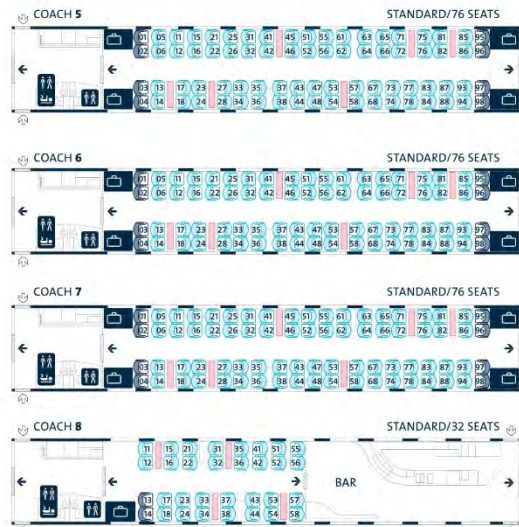 COACH 5 STANDARD/76 SEATS
01 05 11 15 21 25 31 41 45 51 55 61 63 65 71 75 81 85 95
02 06 12 16 22 26 32 42 46 52 56 62 64 66 72 76 82 86 96
03 13 17 23 27 33 35 37 43 47 53 57 67 73 77 83 87 93 97
04 14 18 24 28 34 36 38 44 48 54 58 68 74 78 84 88 94 98
COACH 6 STANDARD/76 SEATS
01 05 11 15 21 25 31 41 45 51 55 61 63 65 71 75 81 85 95
02 06 12 16 22 26 32 42 46 52 56 62 64 66 72 76 82 86 96
03 13 17 23 27 33 35 37 43 47 53 57 67 73 77 83 87 93 97
04 14 18 24 28 34 36 38 44 48 54 58 68 74 78 84 88 94 98
COACH 7 STANDARD/76 SEATS
01 05 11 15 21 25 31 41 45 51 55 61 63 65 71 75 81 85 95
02 06 12 16 22 26 32 42 46 52 56 62 64 66 72 76 82 86 96
03 13 17 23 27 33 35 37 43 47 53 57 67 73 77 83 87 93 97
04 14 18 24 28 34 36 38 44 48 54 58 68 74 78 84 88 94 98
COACH 8 STANDARD/32 SEATS
11 15 21 31 35 41 51 55
12 16 22 32 36 42 52 56
BAR
13 17 23 33 37 43 53 57
14 18 24 34 38 44 54 58